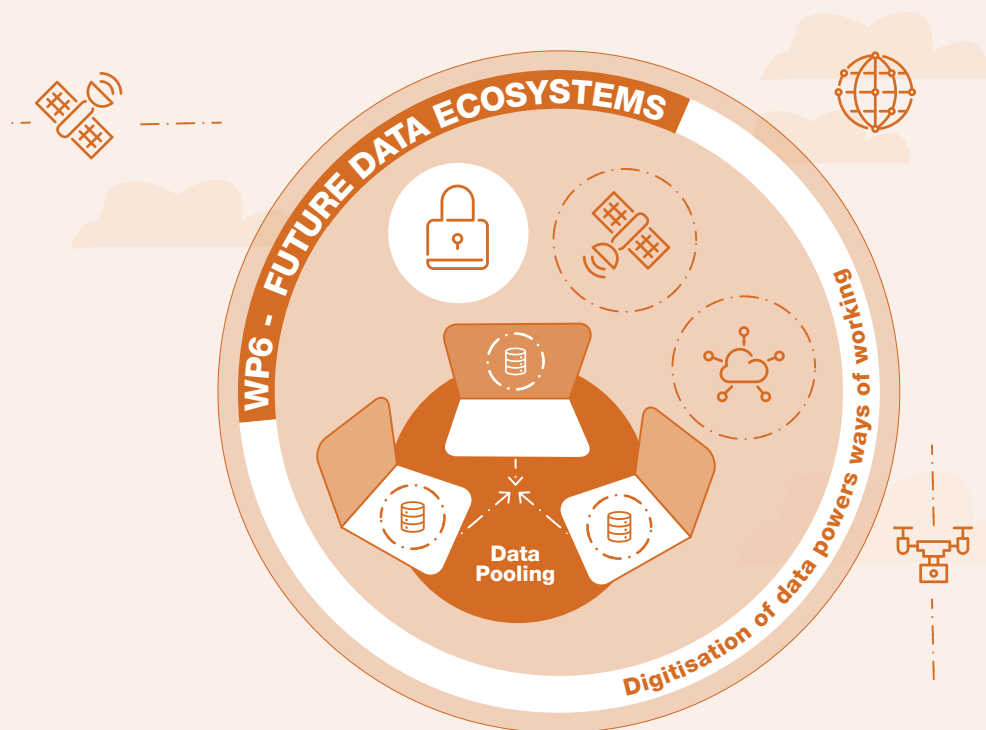 WP6 - FUTURE DATA ECOSYSTEMS
Digitisation of data powers ways of working
Data
Pooling